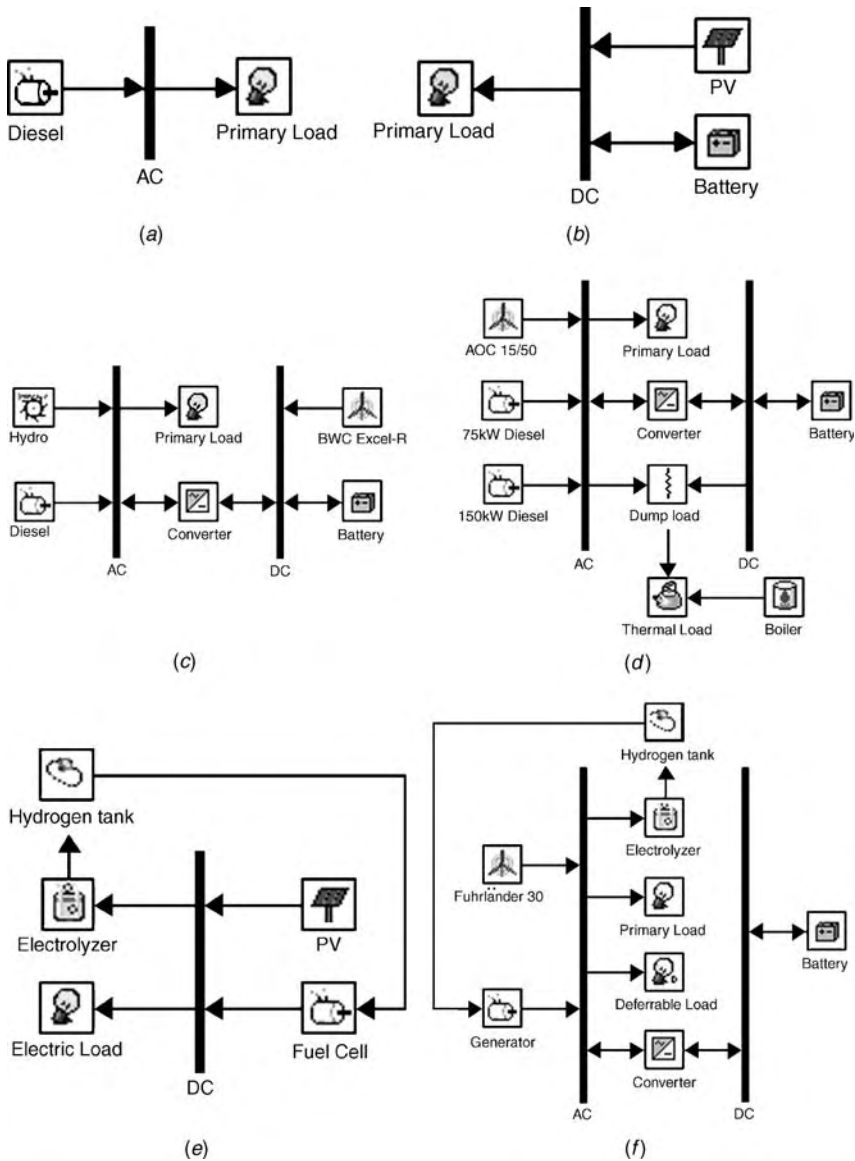 Diesel
Primary Load
AC
(a)
Primary Load
PV
Battery
DC
(b)
Hydro
Primary Load
BWC Excel-R
Diesel
Converter
Battery
AC
DC
(c)
AOC 15/50
Primary Load
75kW Diesel
Converter
Battery
150kW Diesel
Dump load
AC
DC
Thermal Load
Boiler
(d)
Hydrogen tank
Electrolyzer
PV
Electric Load
Fuel Cell
DC
(e)
Hydrogen tank
Electrolyzer
Fuhrländer 30
Primary Load
Battery
Deferrable Load
Generator
Converter
AC
DC
(f)